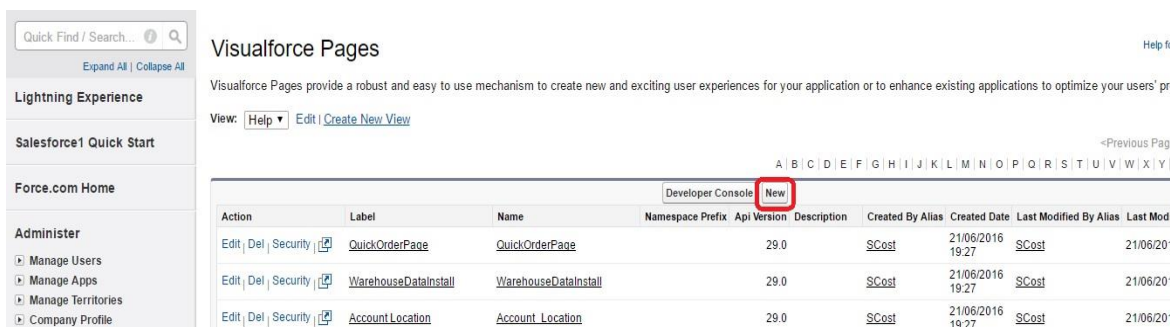 Quick Find / Search...
Expand All | Collapse All
Lightning Experience
Salesforce1 Quick Start
Force.com Home
Administer
Manage Users
Manage Apps
Manage Territories
Company Profile
Visualforce Pages
Help fo
Visualforce Pages provide a robust and easy to use mechanism to create new and exciting user experiences for your application or to enhance existing applications to optimize your users' pr
View: Help Edit | Create New View
<Previous Pag
A | B | C | D | E | F | G | H | I | J | K | L | M | N | O | P | Q | R | S | T | U | V | W | X | Y |
Developer Console New
Action Label Name Namespace Prefix Api Version Description Created By Alias Created Date Last Modified By Alias Last Mod
Edit | Del | Security | QuickOrderPage QuickOrderPage 29.0 SCost 21/06/2016 19:27 SCost 21/06/20
Edit | Del | Security | WarehouseDataInstall WarehouseDataInstall 29.0 SCost 21/06/2016 19:27 SCost 21/06/20
Edit | Del | Security | Account Location Account_Location 29.0 SCost 21/06/2016 19:27 SCost 21/06/20